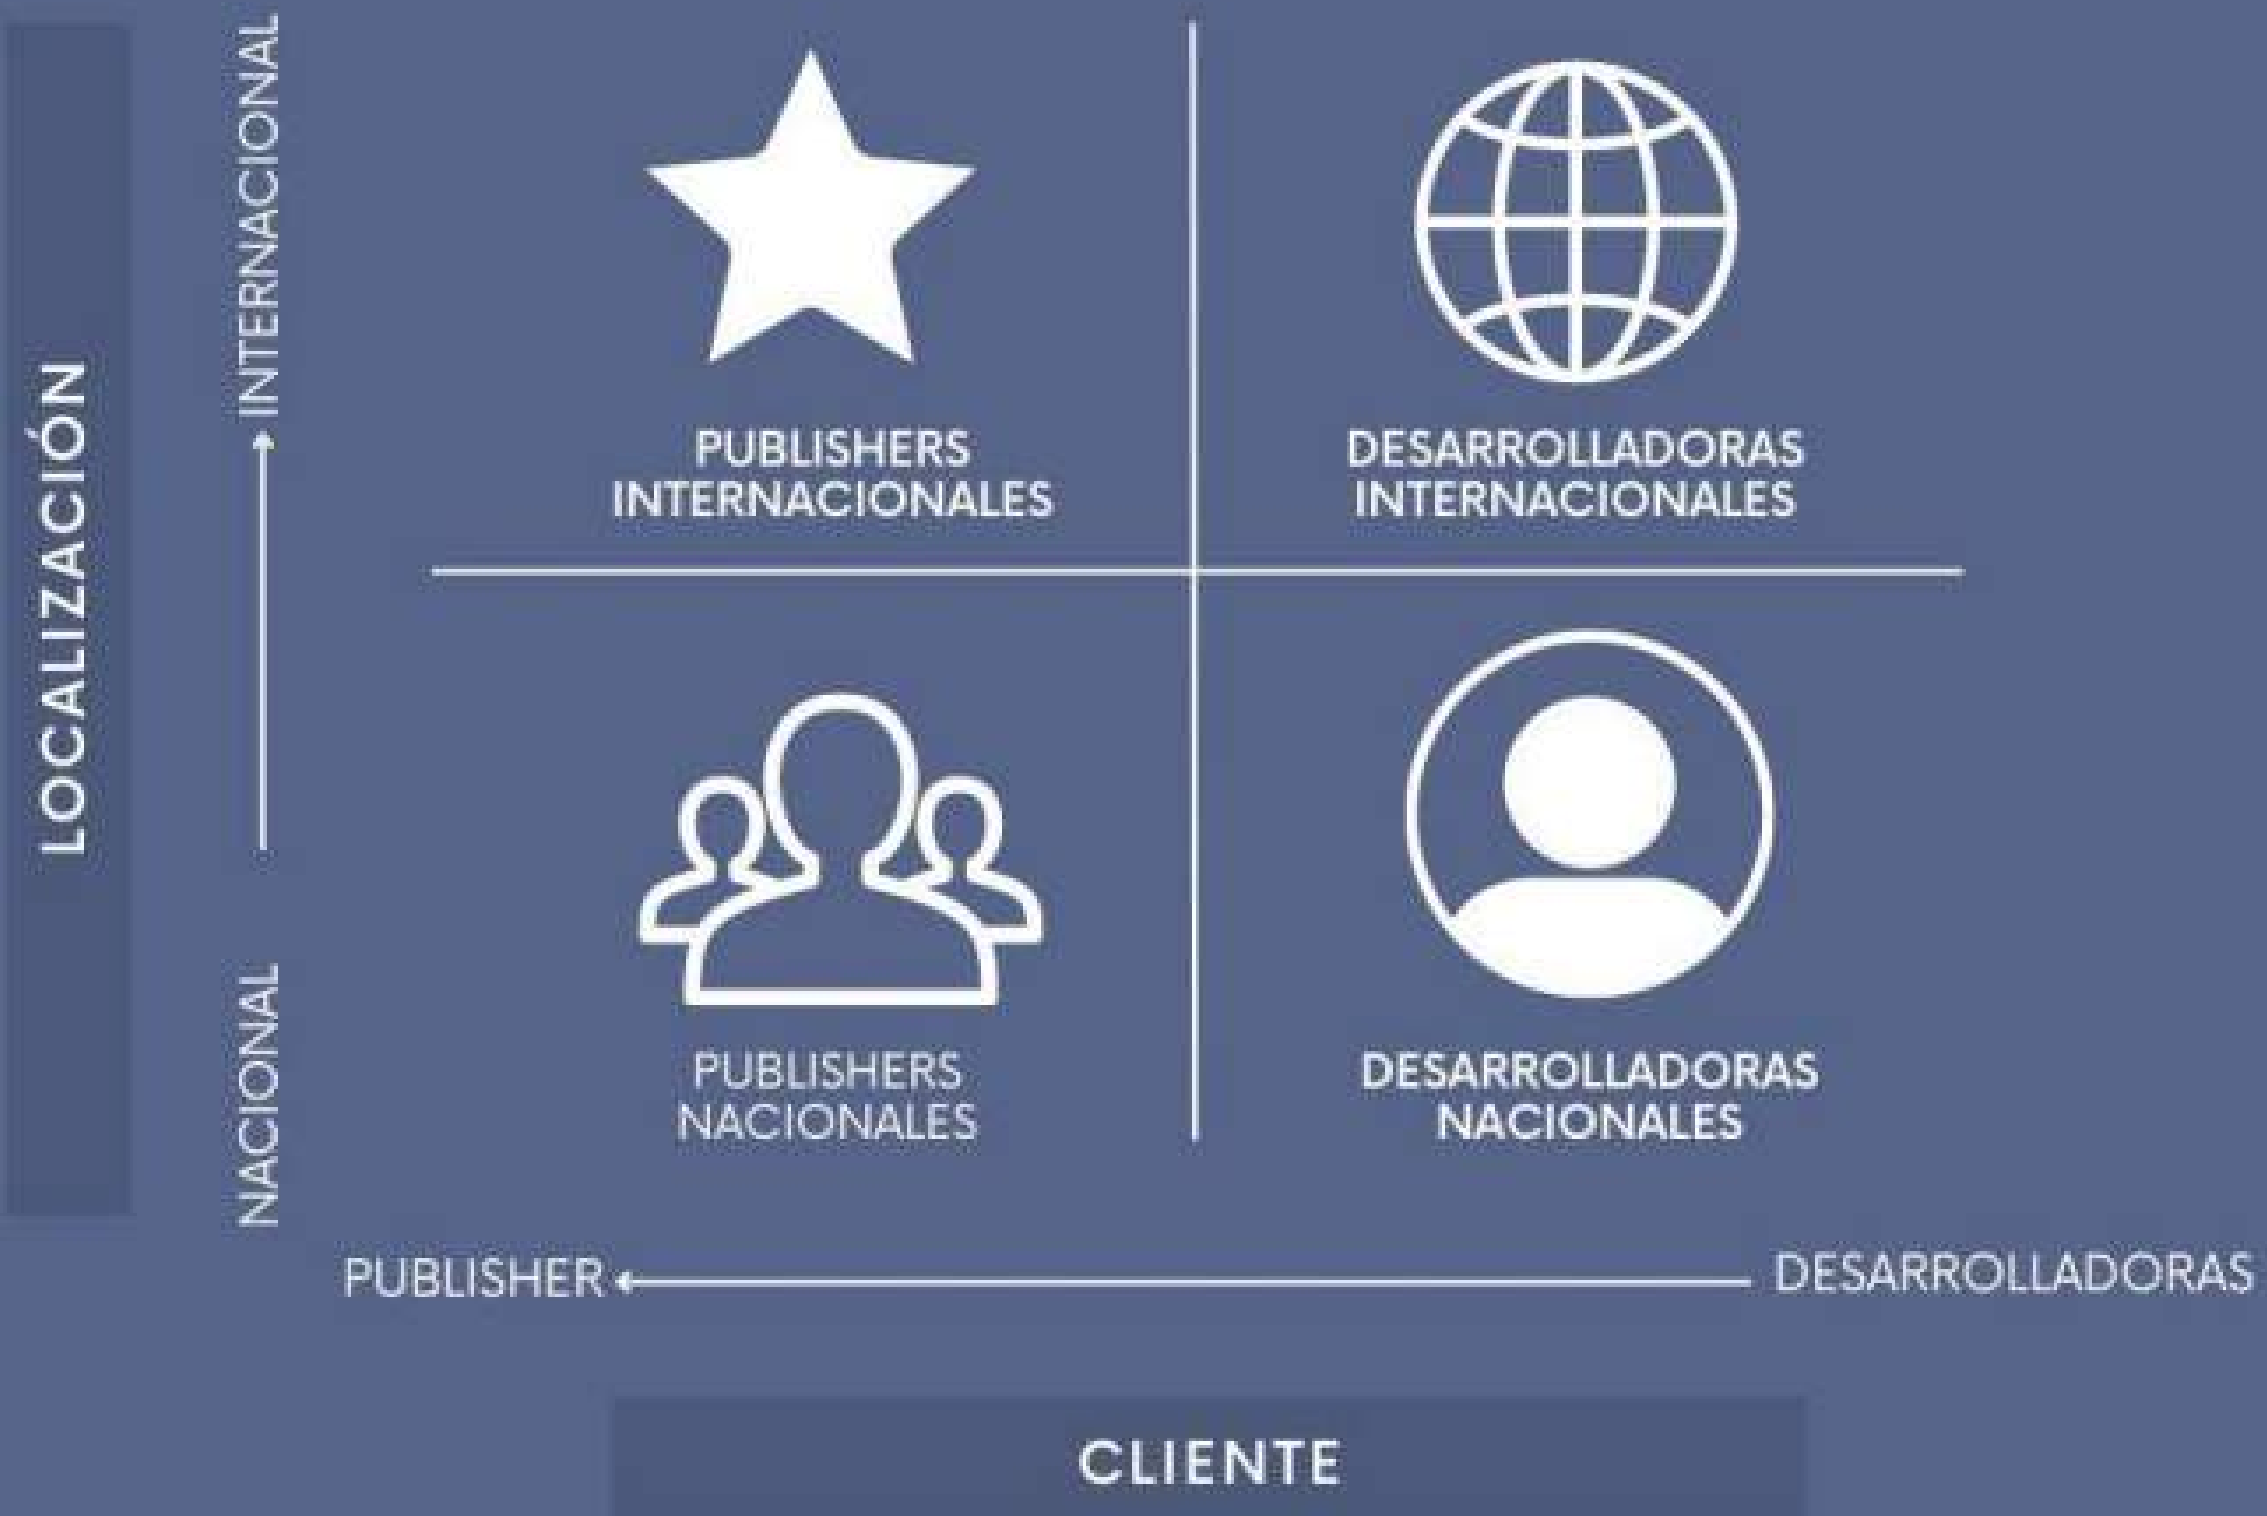 LOCALIZACIÓN
INTERNACIONAL
NACIONAL
PUBLISHERS
INTERNACIONALES
DESARROLLADORAS
INTERNACIONALES
PUBLISHERS
NACIONALES
DESARROLLADORAS
NACIONALES
PUBLISHER
DESARROLLADORAS
CLIENTE